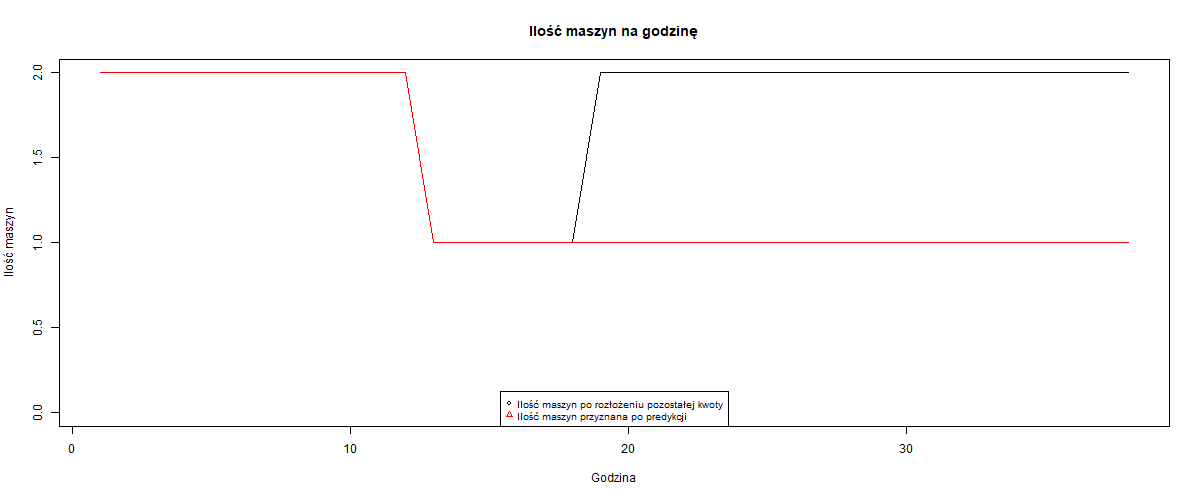 Ilość maszyn na godzinę
Ilość maszyn
2.0
1.5
1.0
0.5
0.0
Ilość maszyn po rozłożeniu pozostałej kwoty
Ilość maszyn przyznana po predykcji
0 10 20 30
Godzina